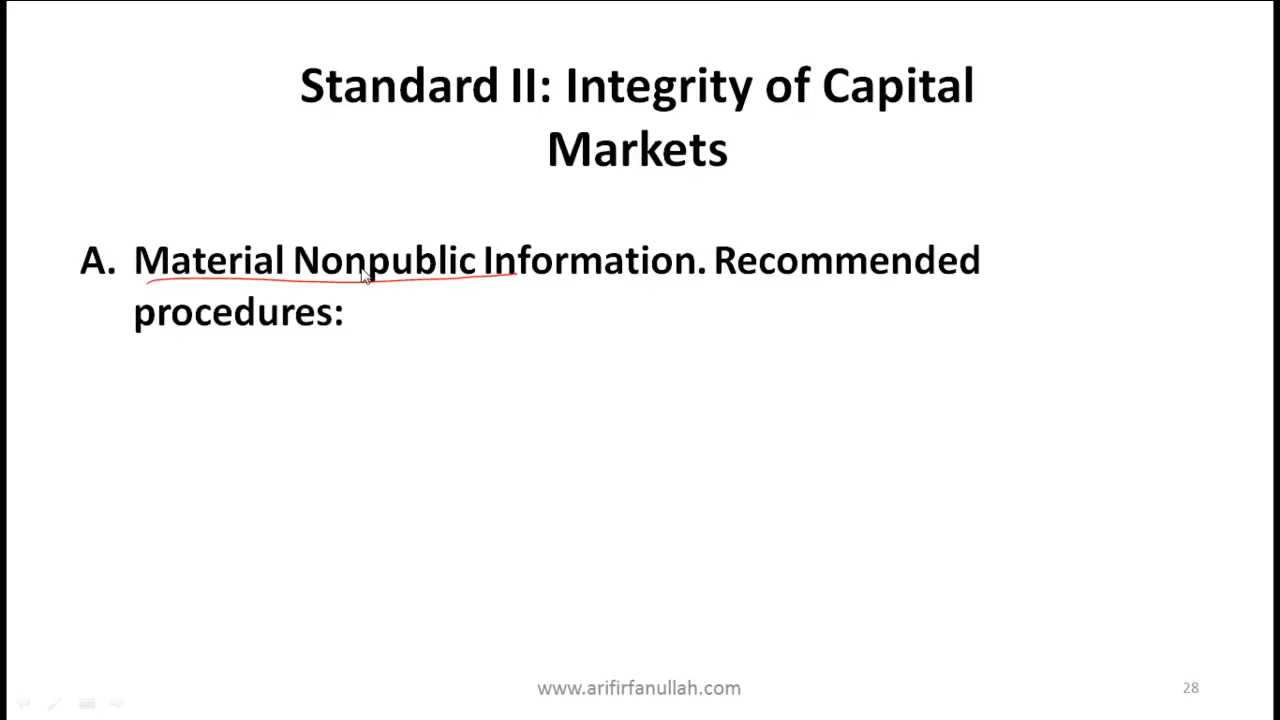 Standard II: Integrity of Capital
Markets
A. Material Nonpublic Information. Recommended
procedures:
www.arifirfanullah.com
28